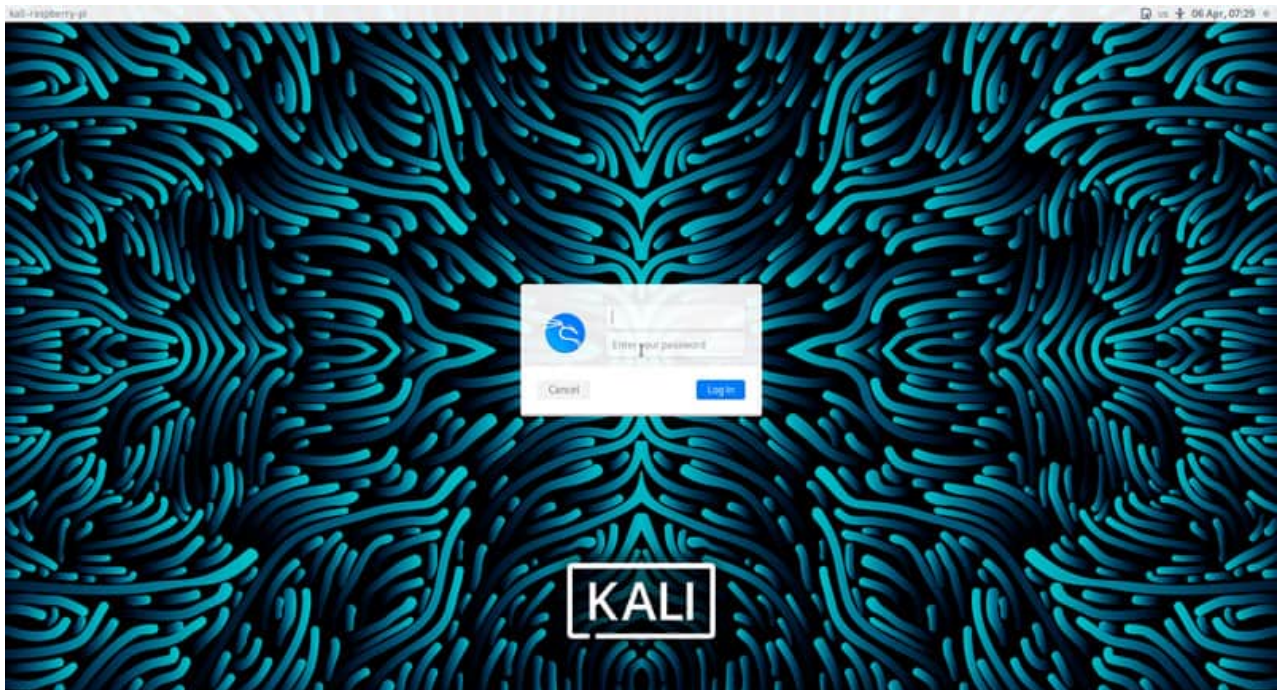 kali-raspberry-pi
us 06 Apr, 07:29
Enter your password
Cancel
Log In
KALI